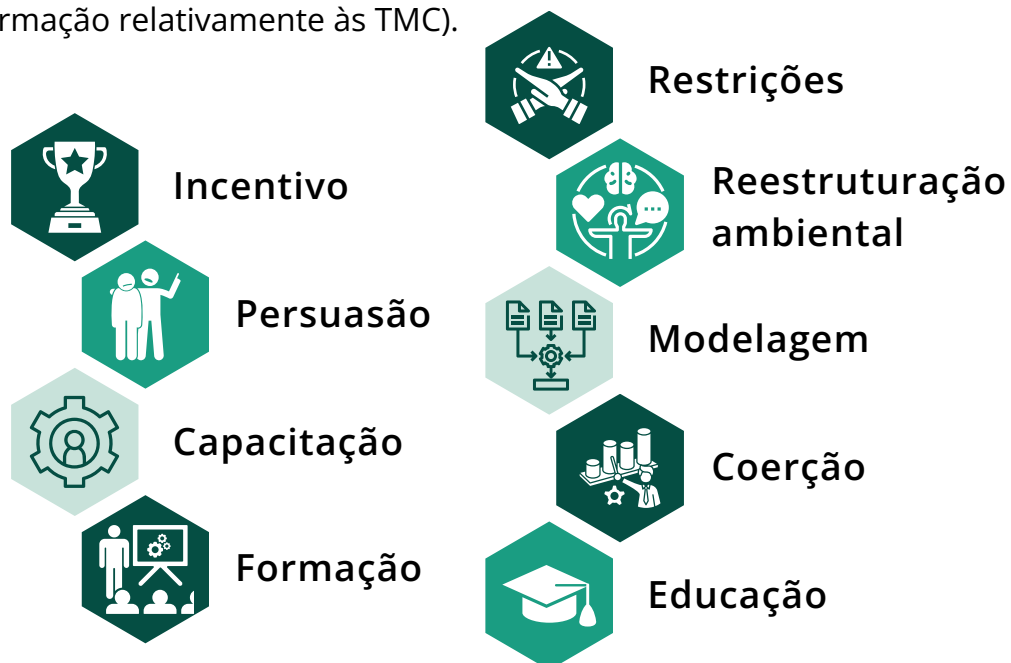 rmação relativamente às TMC).
Incentivo
Persuasão
Capacitação
Formação
Restrições
Reestruturação
ambiental
Modelagem
Coerção
Educação